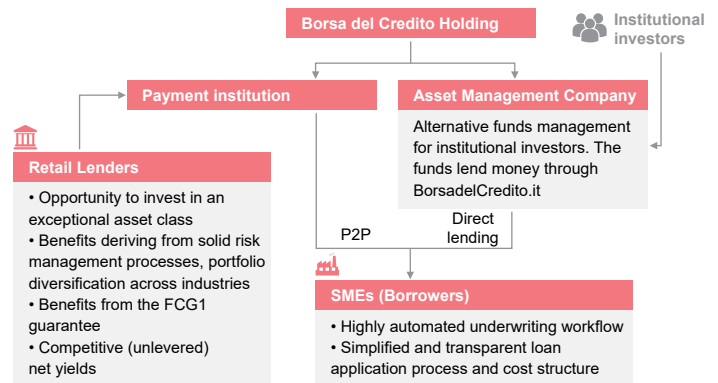 Borsa del Credito Holding
Institutional
investors
Payment institution
Asset Management Company
Alternative funds management
for institutional investors. The
funds lend money through
BorsadelCredito.it
Retail Lenders
• Opportunity to invest in an
exceptional asset class
• Benefits deriving from solid risk
management processes, portfolio
diversification across industries
• Benefits from the FCG1
guarantee
• Competitive (unlevered)
net yields
P2P
Direct
lending
SMEs (Borrowers)
• Highly automated underwriting workflow
• Simplified and transparent loan
application process and cost structure